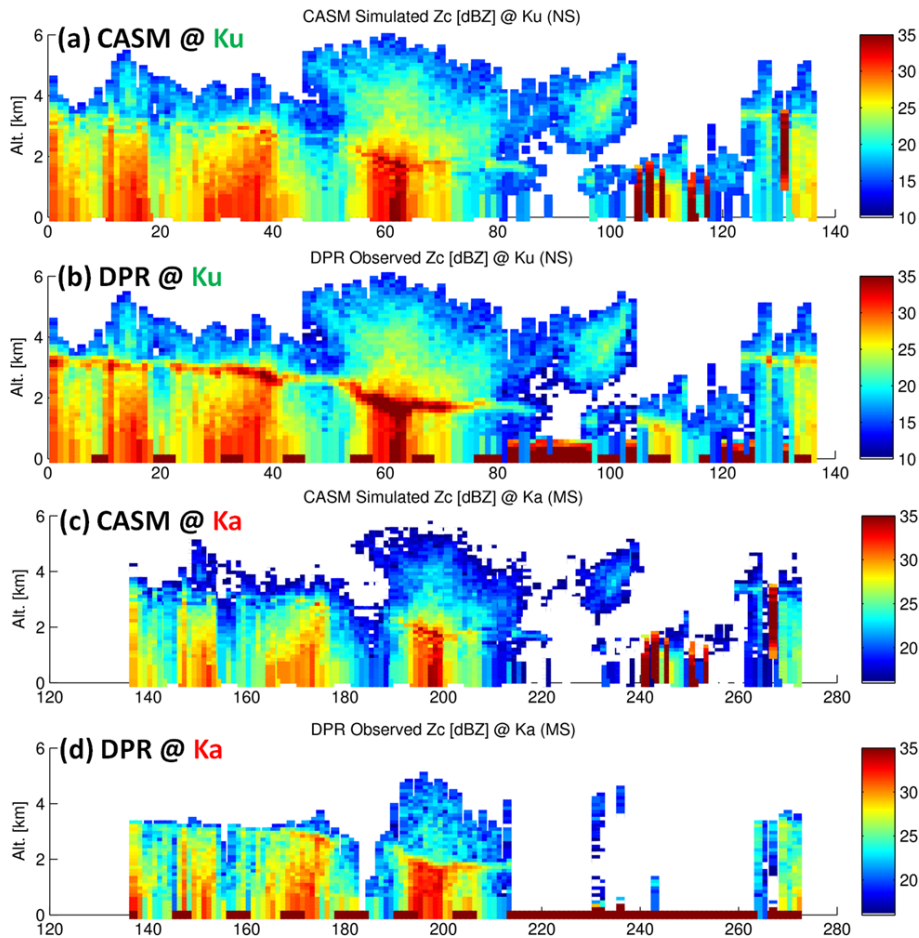 CASM Simulated Zc [dBZ] @ Ku (NS)
(a) CASM @ Ku
Alt. [km]
6
4
2
0
0 20 40 60 80 100 120 140
35
30
25
20
15
10
DPR Observed Zc [dBZ] @ Ku (NS)
(b) DPR @ Ku
Alt. [km]
6
4
2
0
0 20 40 60 80 100 120 140
35
30
25
20
15
10
CASM Simulated Zc [dBZ] @ Ka (MS)
(c) CASM @ Ka
Alt. [km]
6
4
2
0
120 140 160 180 200 220 240 260 280
35
30
25
20
DPR Observed Zc [dBZ] @ Ka (MS)
(d) DPR @ Ka
Alt. [km]
6
4
2
0
120 140 160 180 200 220 240 260 280
35
30
25
20